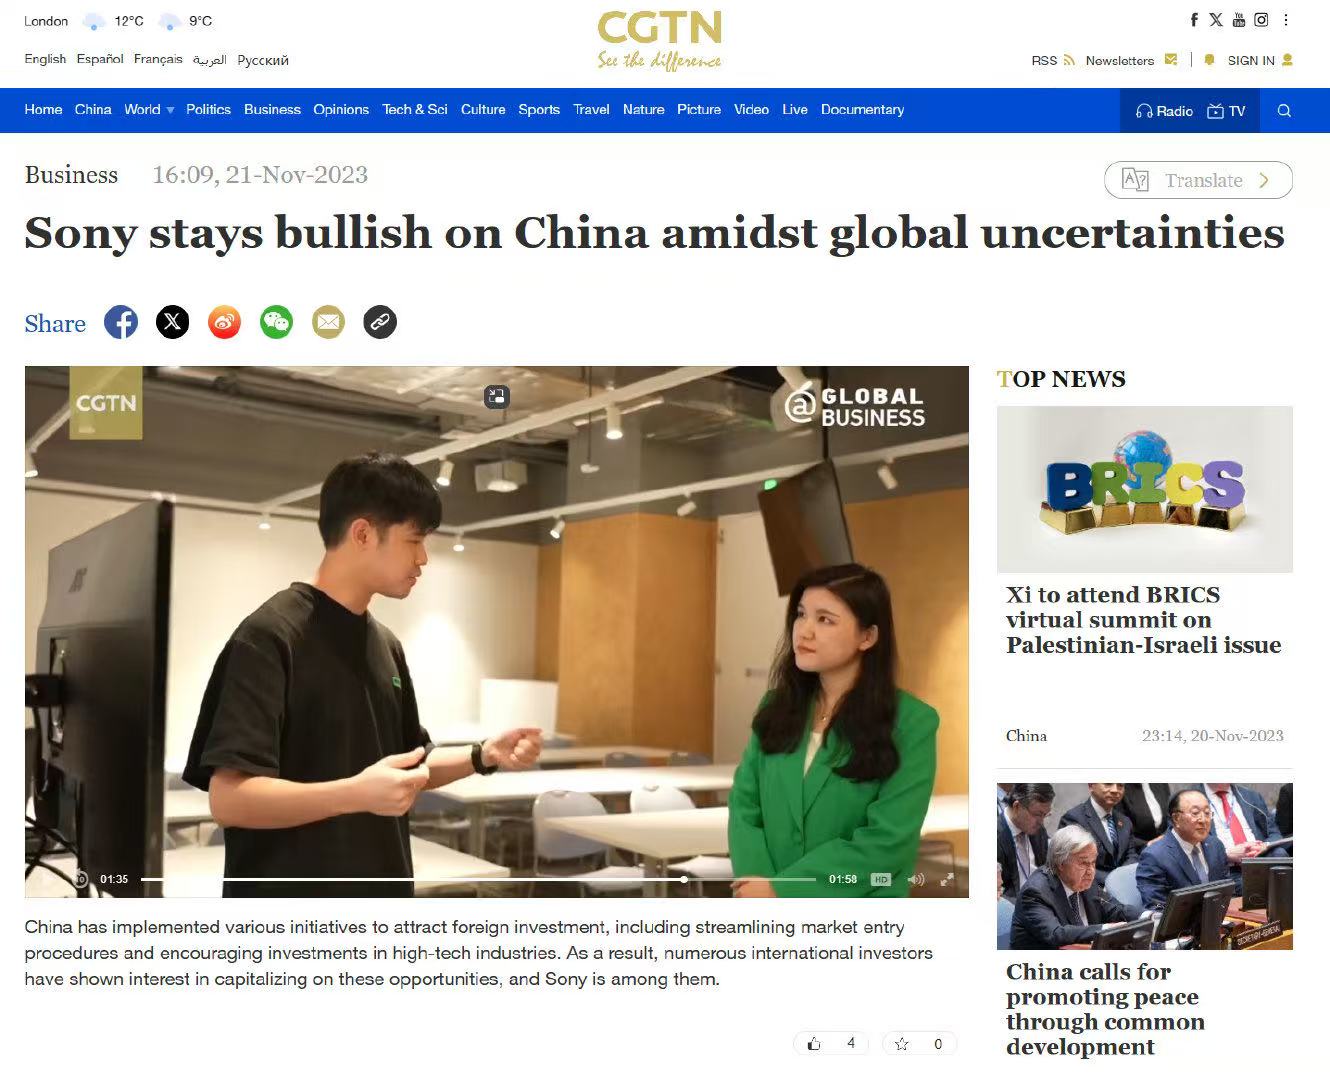 London 12°C 9°C
CGTN
See the difference
English Español Français العربية Русский
RSS Newsletters SIGN IN
Home China World Politics Business Opinions Tech & Sci Culture Sports Travel Nature Picture Video Live Documentary Radio TV
Business 16:09, 21-Nov-2023
Translate
Sony stays bullish on China amidst global uncertainties
Share
CGTN
@ GLOBAL
BUSINESS
01:35 01:58 HD
China has implemented various initiatives to attract foreign investment, including streamlining market entry
procedures and encouraging investments in high-tech industries. As a result, numerous international investors
have shown interest in capitalizing on these opportunities, and Sony is among them.
4 0
TOP NEWS
BRICS
Xi to attend BRICS
virtual summit on
Palestinian-Israeli issue
China 23:14, 20-Nov-2023
SECRETARY-GENERAL
China calls for
promoting peace
through common
development